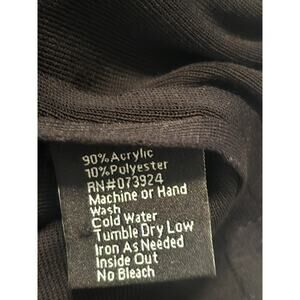 90% Acrylic
10% Polyester
RN#073924
Machine or Hand
Wash
Cold Water
Tumble Dry Low
Iron As Needed
Inside Out
No Bleach